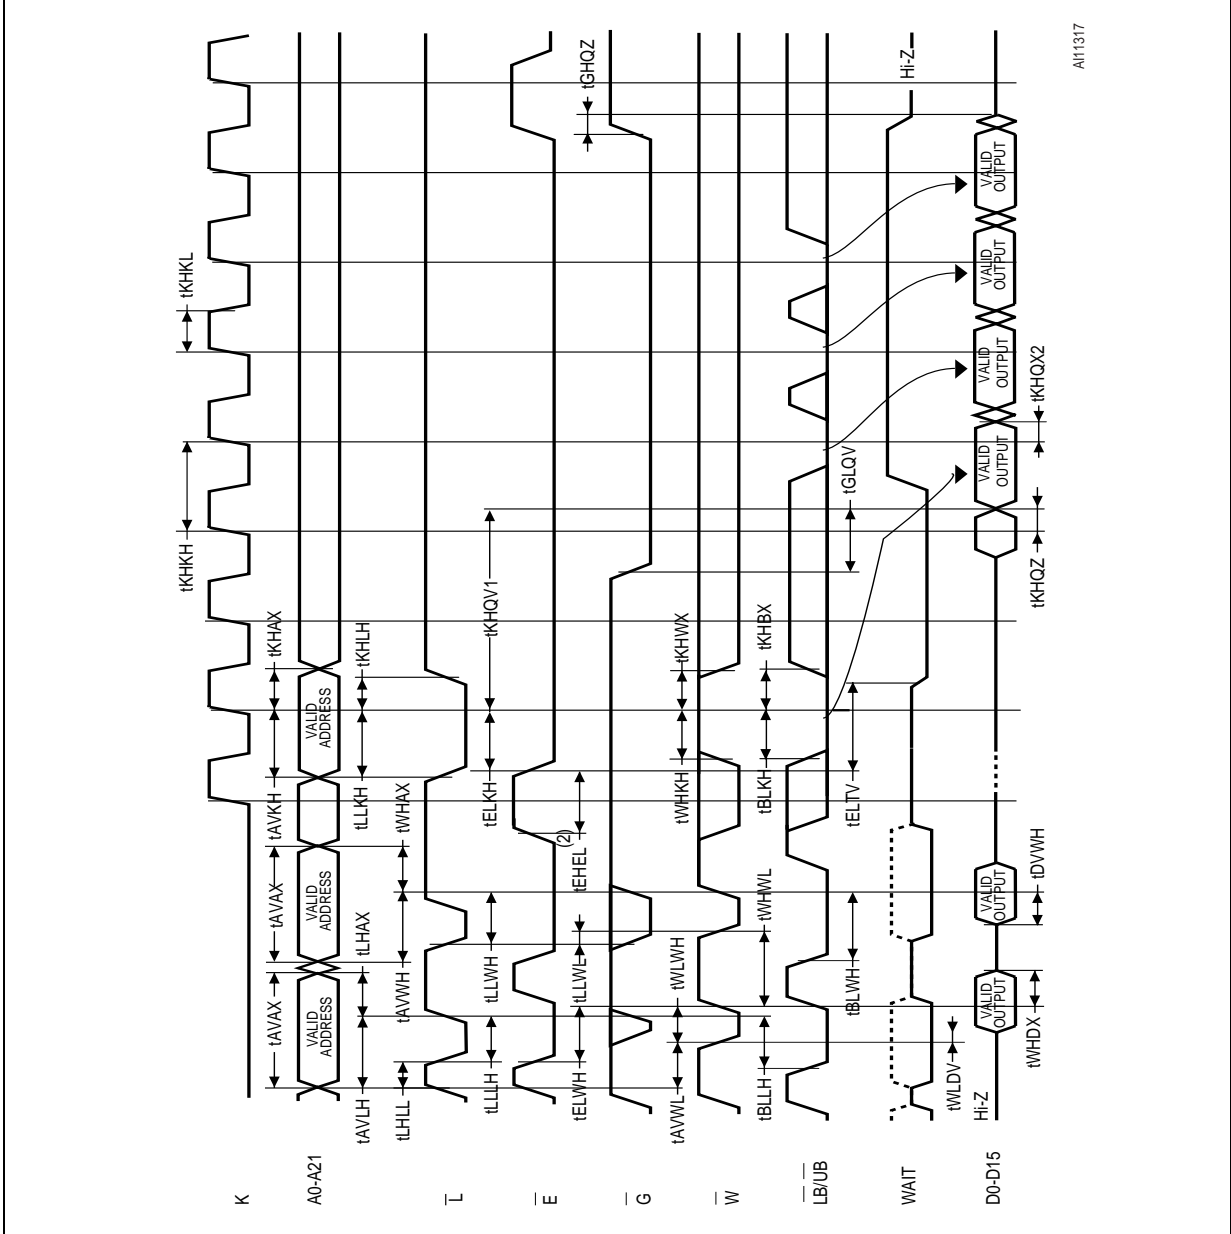 K
tKHKH
tKHKL
A0-A21
tAVAX
tAVAX
tAVKH
tKHAX
VALID ADDRESS
VALID ADDRESS
VALID ADDRESS
tAVLH
tLHAX
tLLKH
tKHLH
tLHLL
tAVWH
tWHAX
L
tLLLH
tLLWH
tELKH
tKHQV1
E
tELWH
tLLWL
tEHEL
(2)
tGHQZ
G
tAVWL
tWLWH
tWHKH
tKHWX
W
tBLLH
tWHWL
tBLKH
tKHBX
LB/UB
tBLWH
tELTV
tGLQV
WAIT
Hi-Z
tWLDV
D0-D15
Hi-Z
VALID OUTPUT
VALID OUTPUT
VALID OUTPUT
VALID OUTPUT
VALID OUTPUT
VALID OUTPUT
tWHDX
tDVWH
tKHQZ
tKHQX2
AI11317